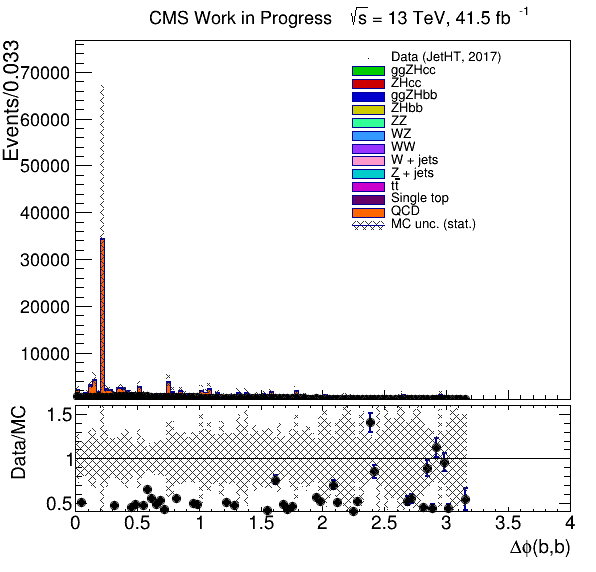 CMS Work in Progress √s = 13 TeV, 41.5 fb⁻¹
Events/0.033
70000
60000
50000
40000
30000
20000
10000
Data (JetHT, 2017)
ggZHcc
ZHcc
ggZHbb
ZHbb
ZZ
WZ
WW
W + jets
Z + jets
tt̄
Single top
QCD
MC unc. (stat.)
Data/MC
1.5
1
0.5
0 0.5 1 1.5 2 2.5 3 3.5 4
Δϕ(b,b)